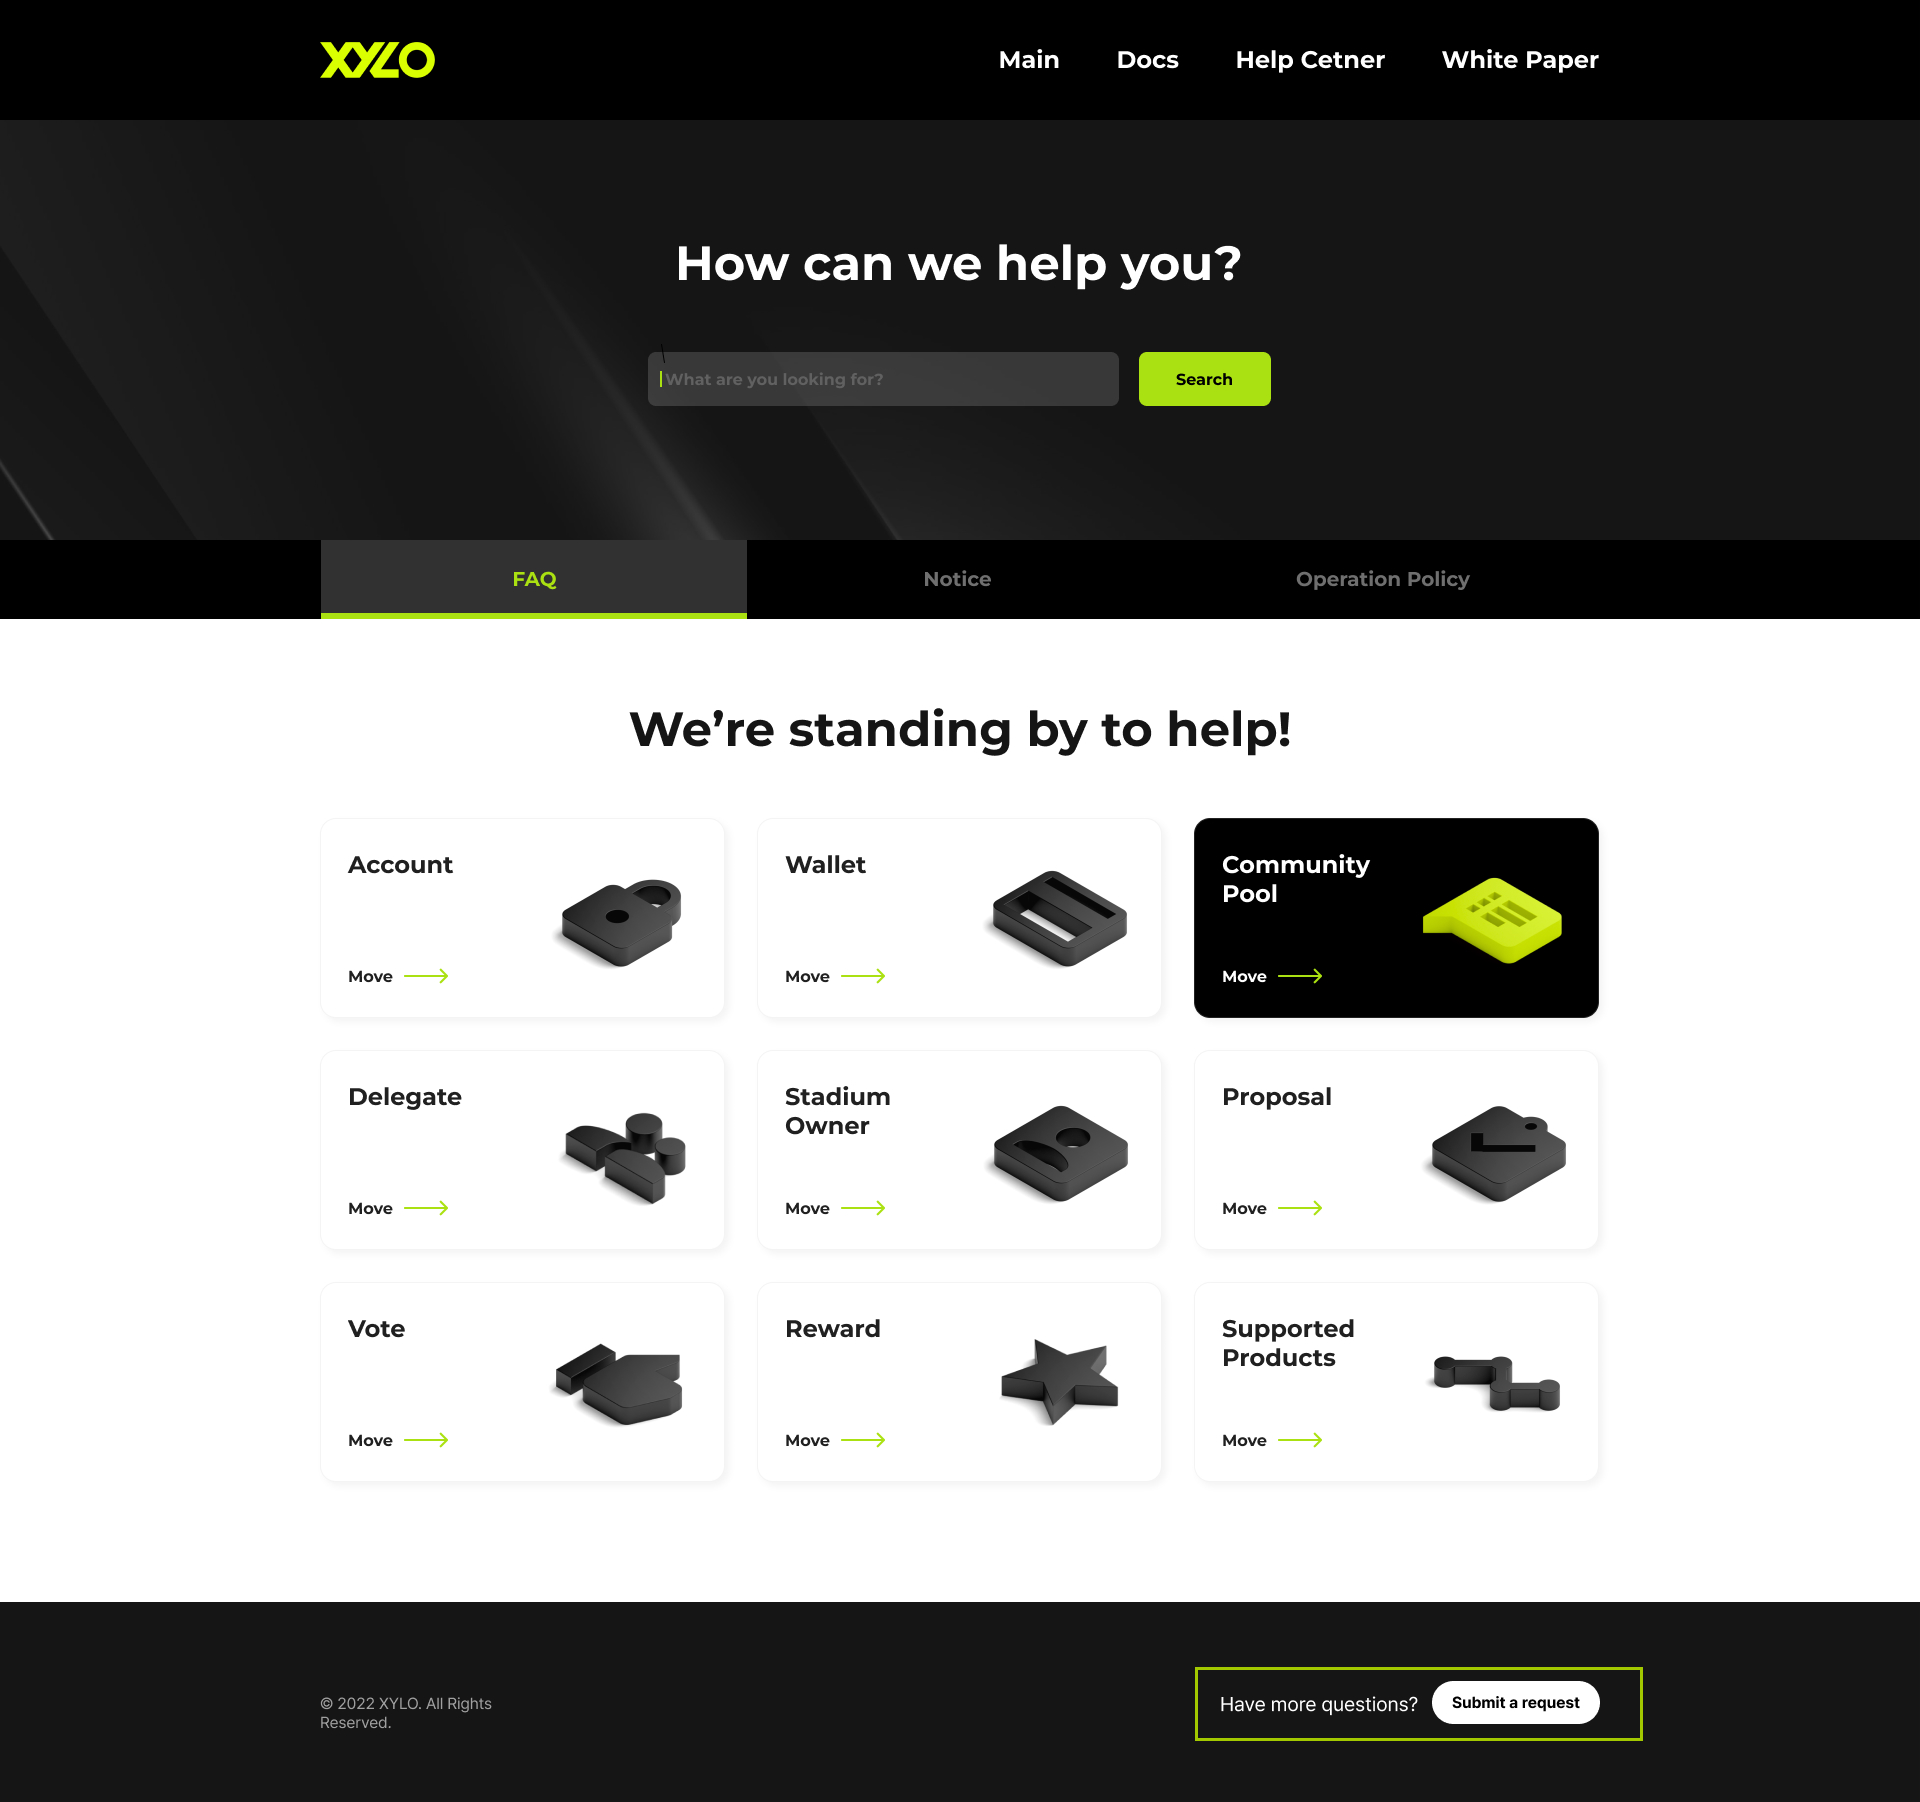 XYLO
Main Docs Help Cetner White Paper
How can we help you?
What are you looking for? Search
FAQ Notice Operation Policy
We’re standing by to help!
Account
Move
Wallet
Move
Community
Pool
Move
Delegate
Move
Stadium
Owner
Move
Proposal
Move
Vote
Move
Reward
Move
Supported
Products
Move
© 2022 XYLO. All Rights
Reserved.
Have more questions? Submit a request